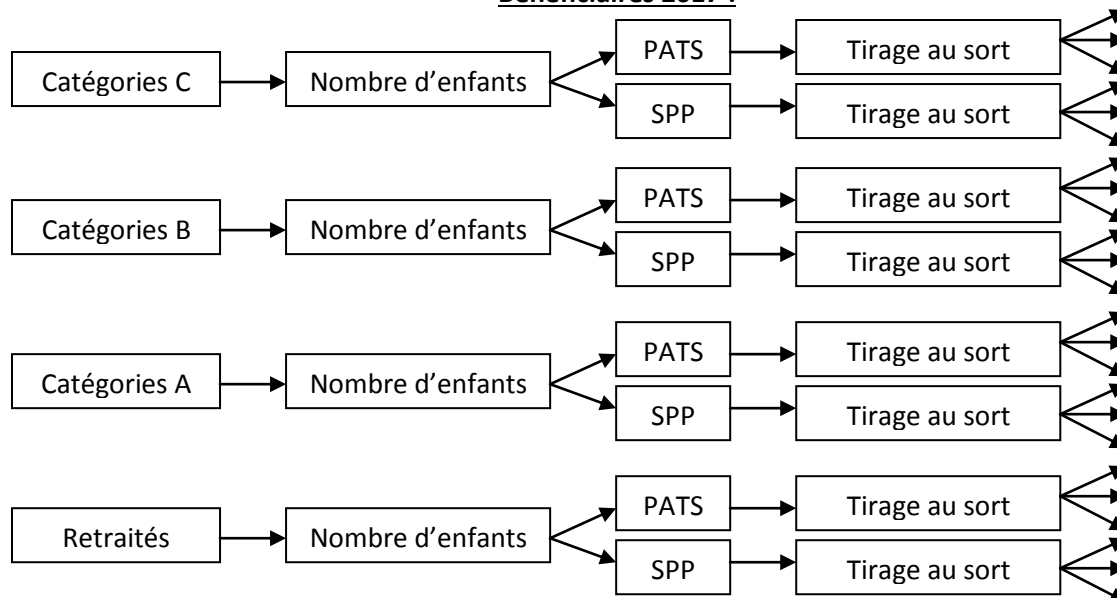 Bénéficiaires 2017 :
PATS Tirage au sort
Catégories C Nombre d’enfants
SPP Tirage au sort
PATS Tirage au sort
Catégories B Nombre d’enfants
SPP Tirage au sort
PATS Tirage au sort
Catégories A Nombre d’enfants
SPP Tirage au sort
PATS Tirage au sort
Retraités Nombre d’enfants
SPP Tirage au sort